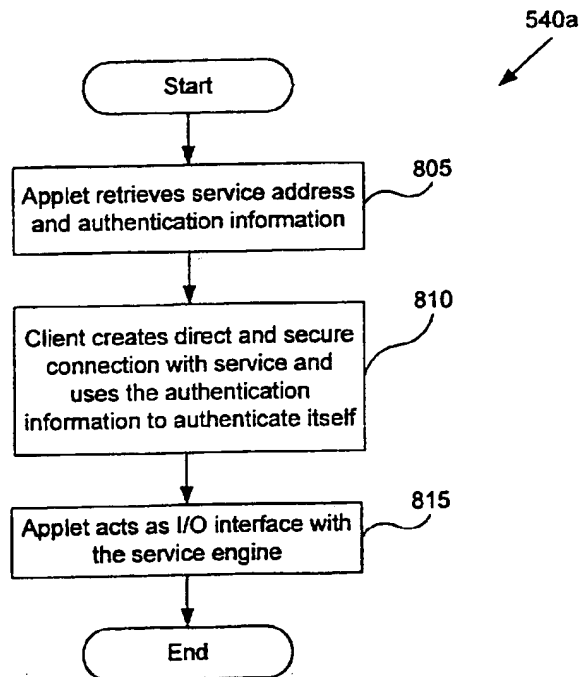 540a
Start
805
Applet retrieves service address
and authentication information
810
Client creates direct and secure
connection with service and
uses the authentication
information to authenticate itself
815
Applet acts as I/O interface with
the service engine
End